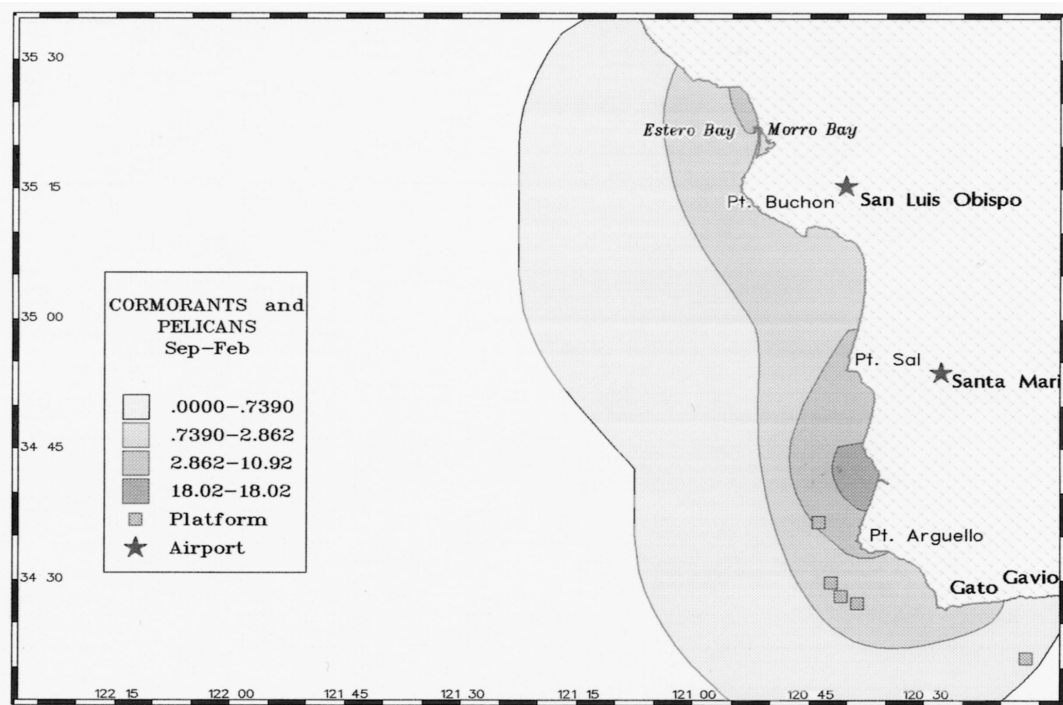 35 30
Estero Bay Morro Bay
35 15
Pt. Buchon
San Luis Obispo
35 00
CORMORANTS and
PELICANS
Sep-Feb
.0000-.7390
.7390-2.862
2.862-10.92
18.02-18.02
Platform
Airport
Pt. Sal
Santa Mari
34 45
Pt. Arguello
34 30
Gato Gavio
122 15 122 00 121 45 121 30 121 15 121 00 120 45 120 30